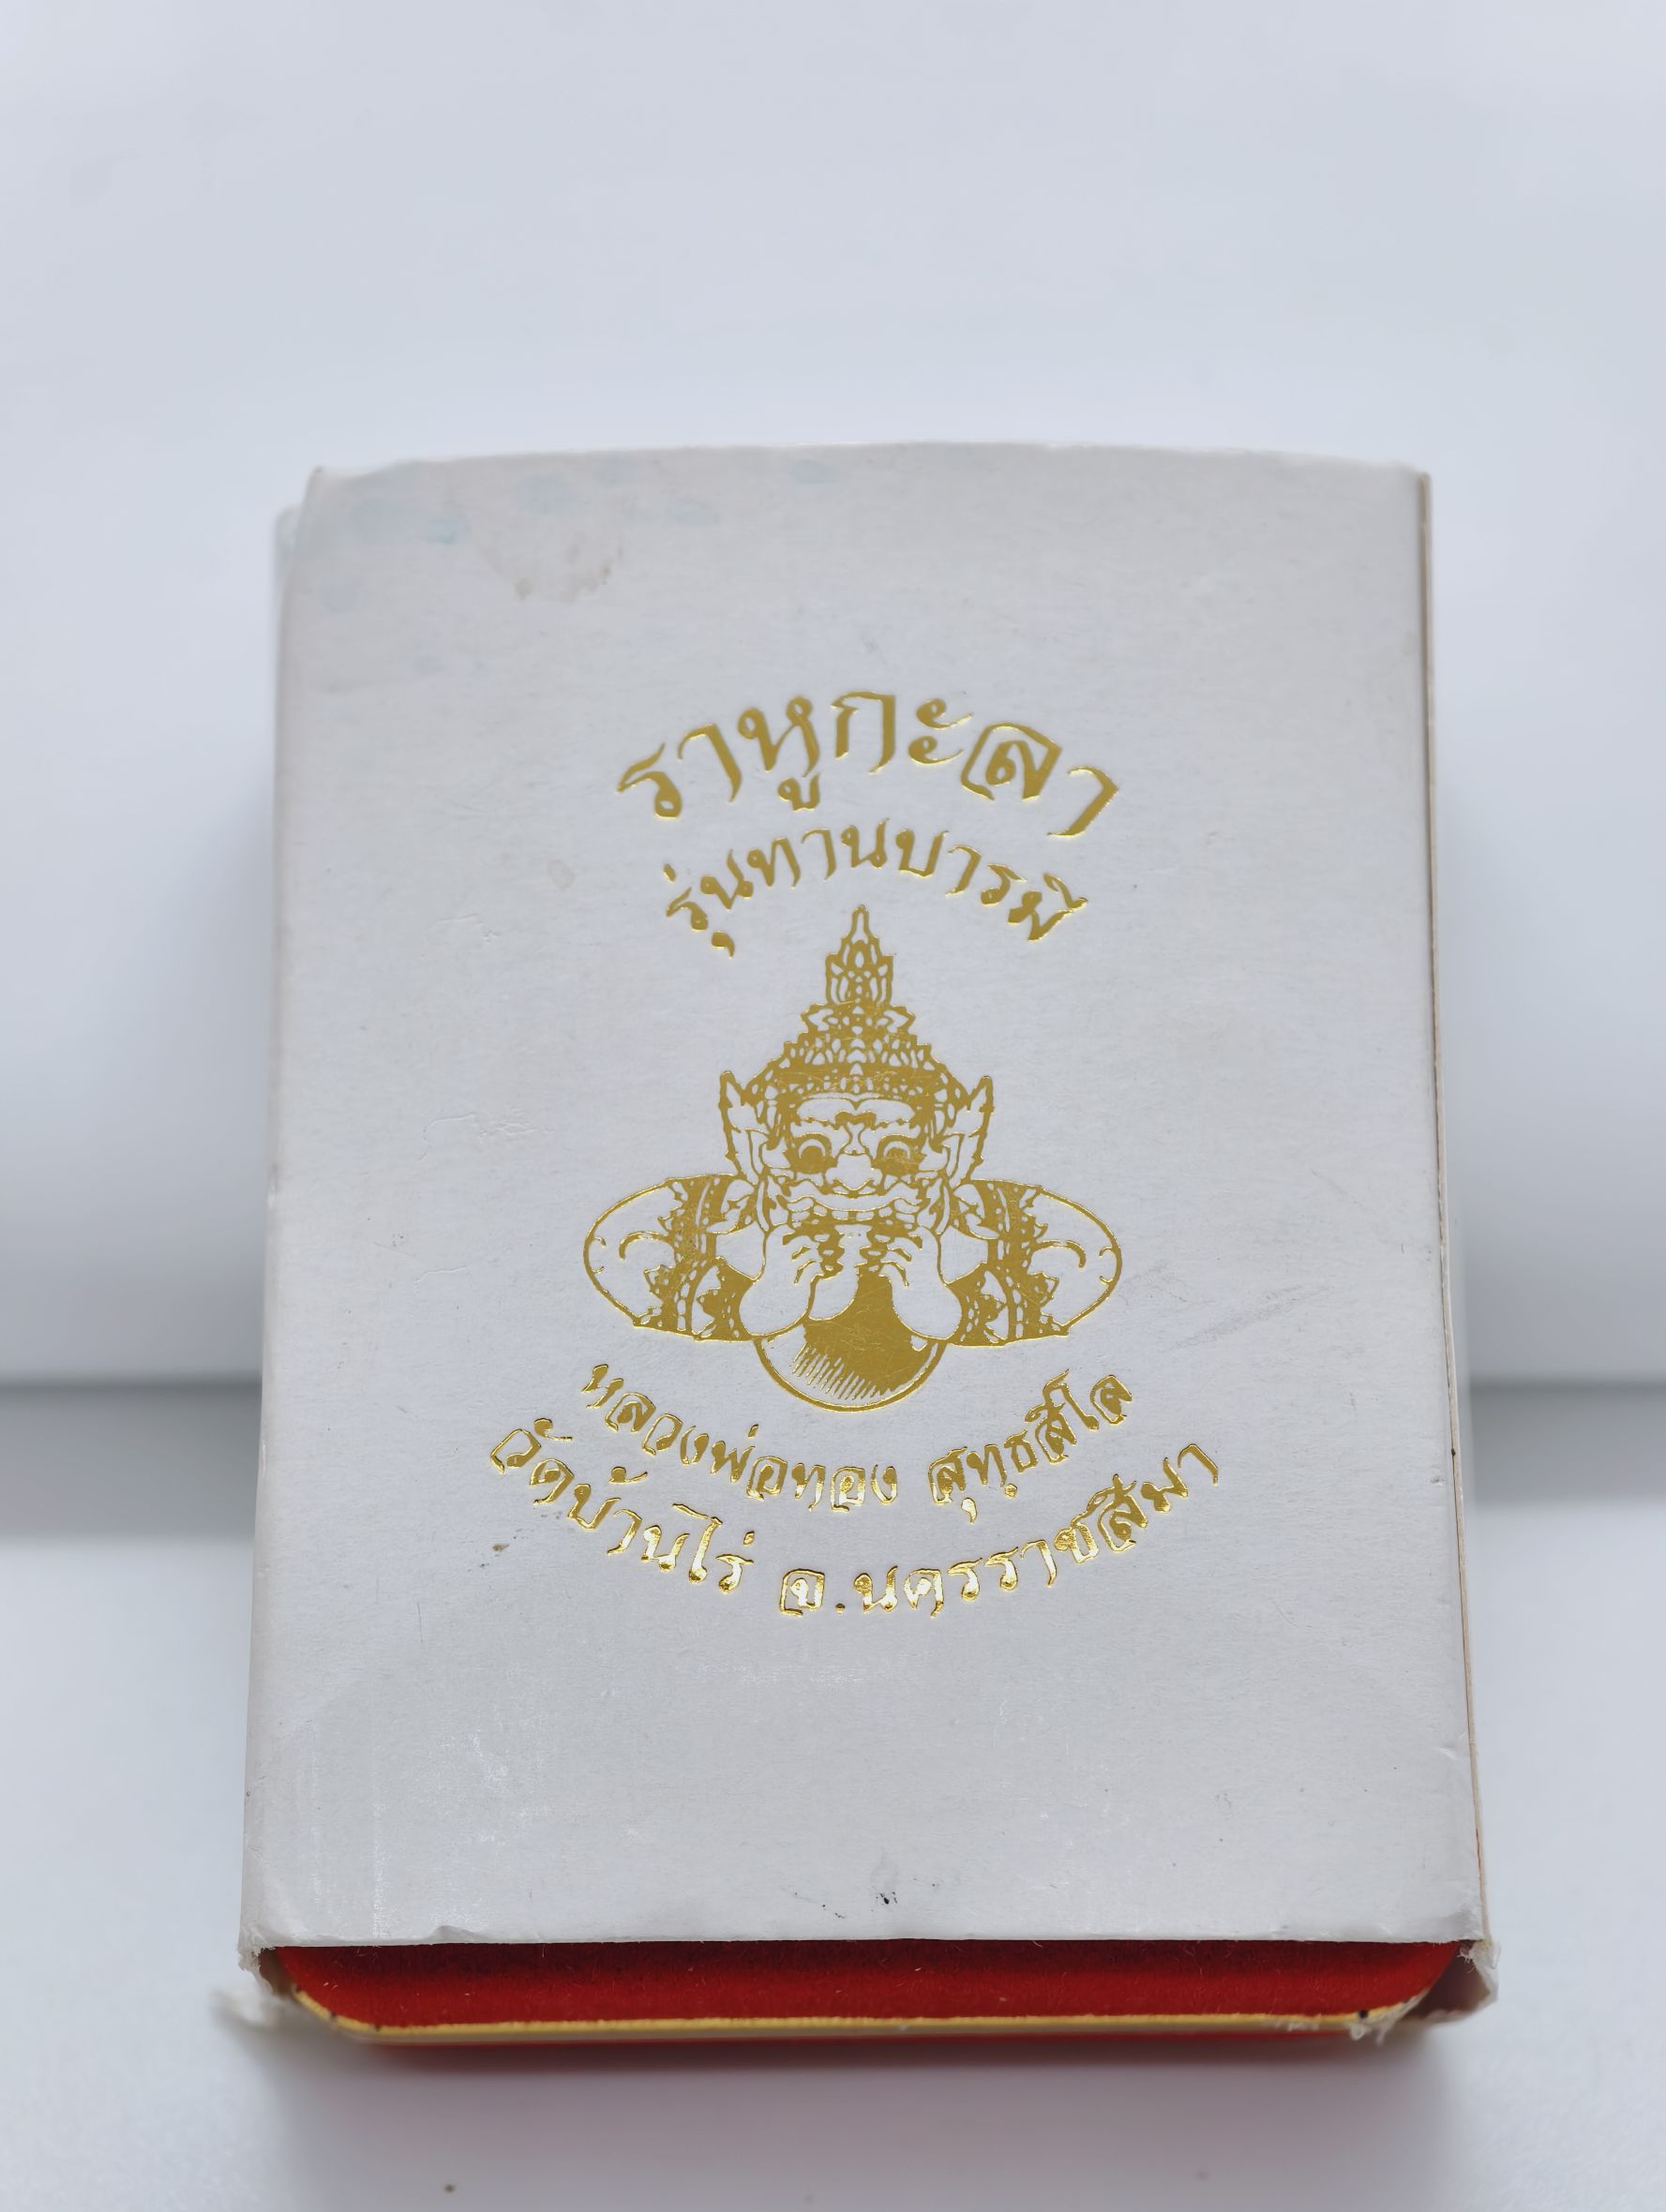 ราหูกะลา
รุ่นทานบารมี
หลวงพ่อทอง สุทฺธสีโล
วัดบ้านไร่ จ.นครราชสีมา